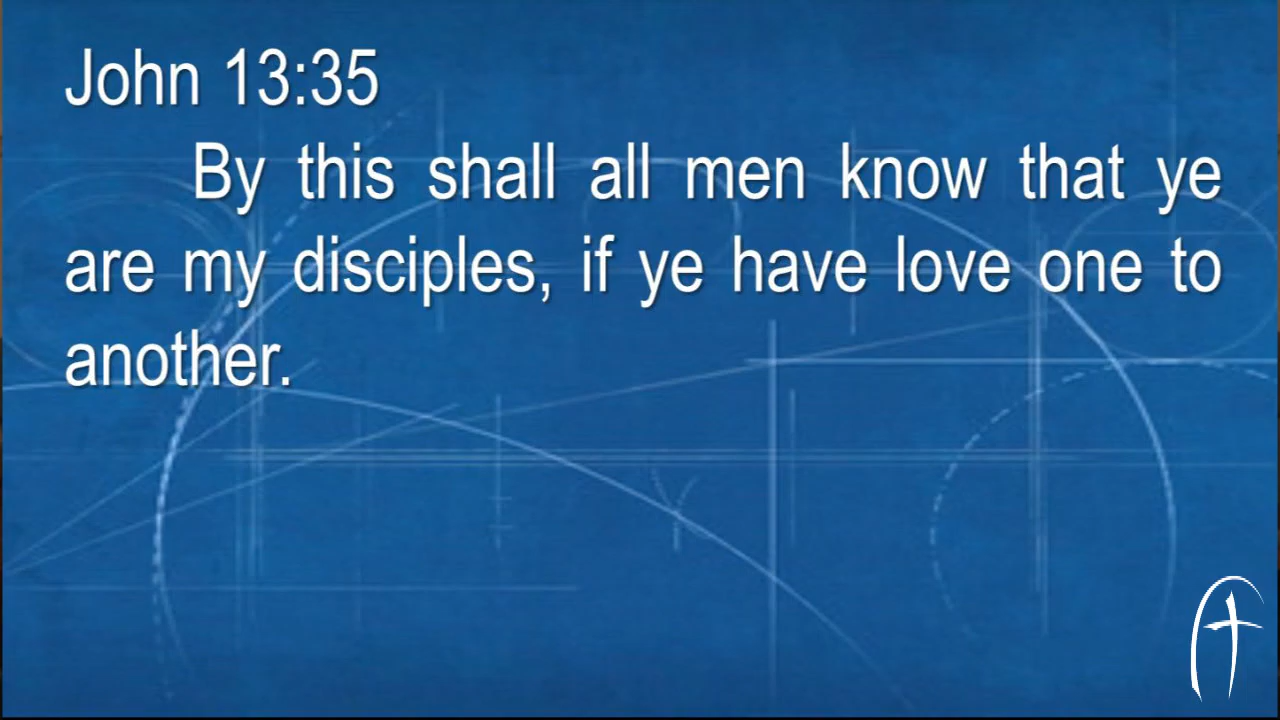 John 13:35
By this shall all men know that ye
are my disciples, if ye have love one to
another.